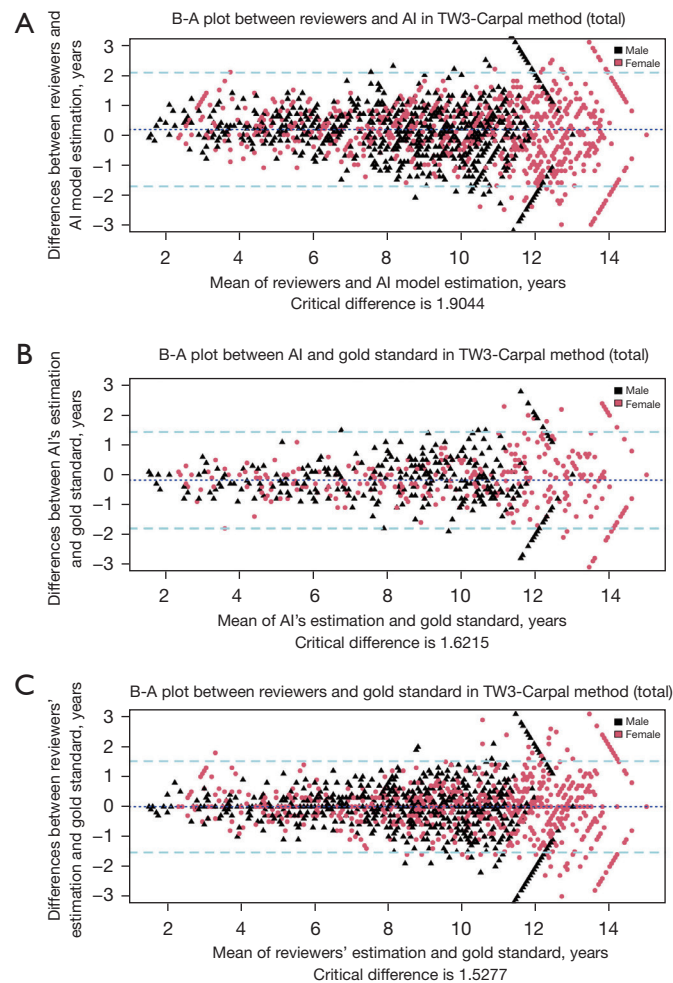 A
B-A plot between reviewers and AI in TW3-Carpal method (total)
Differences between reviewers and
AI model estimation, years
3
2
1
0
−1
−2
−3
Male
Female
2 4 6 8 10 12 14
Mean of reviewers and AI model estimation, years
Critical difference is 1.9044
B
B-A plot between AI and gold standard in TW3-Carpal method (total)
Differences between AI’s estimation
and gold standard, years
3
2
1
0
−1
−2
−3
Male
Female
2 4 6 8 10 12 14
Mean of AI’s estimation and gold standard, years
Critical difference is 1.6215
C
B-A plot between reviewers and gold standard in TW3-Carpal method (total)
Differences between reviewers’
estimation and gold standard, years
3
2
1
0
−1
−2
−3
Male
Female
2 4 6 8 10 12 14
Mean of reviewers’ estimation and gold standard, years
Critical difference is 1.5277